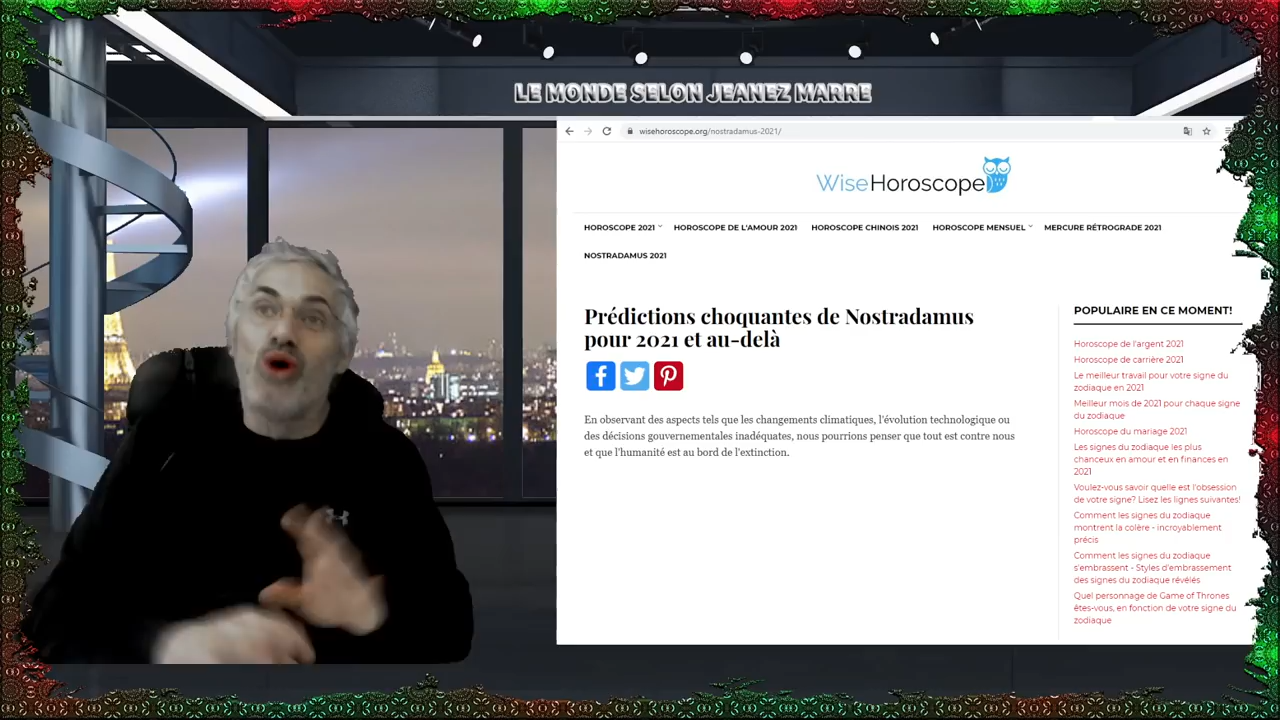 LE MONDE SELON JEANEZ MARRE
wisehoroscope.org/nostradamus-2021/
WiseHoroscope
HOROSCOPE 2021
HOROSCOPE DE L'AMOUR 2021
HOROSCOPE CHINOIS 2021
HOROSCOPE MENSUEL
MERCURE RÉTROGRADE 2021
NOSTRADAMUS 2021
Prédictions choquantes de Nostradamus
pour 2021 et au-delà
En observant des aspects tels que les changements climatiques, l'évolution technologique ou
des décisions gouvernementales inadéquates, nous pourrions penser que tout est contre nous
et que l'humanité est au bord de l'extinction.
POPULAIRE EN CE MOMENT!
Horoscope de l'argent 2021
Horoscope de carrière 2021
Le meilleur travail pour votre signe du
zodiaque en 2021
Meilleur mois de 2021 pour chaque signe
du zodiaque
Horoscope du mariage 2021
Les signes du zodiaque les plus
chanceux en amour et en finances en
2021
Voulez-vous savoir quelle est l'obsession
de votre signe? Lisez les lignes suivantes!
Comment les signes du zodiaque
montrent la colère - incroyablement
précis
Comment les signes du zodiaque
s'embrassent - Styles d'embrassement
des signes du zodiaque révélés
Quel personnage de Game of Thrones
êtes-vous, en fonction de votre signe du
zodiaque